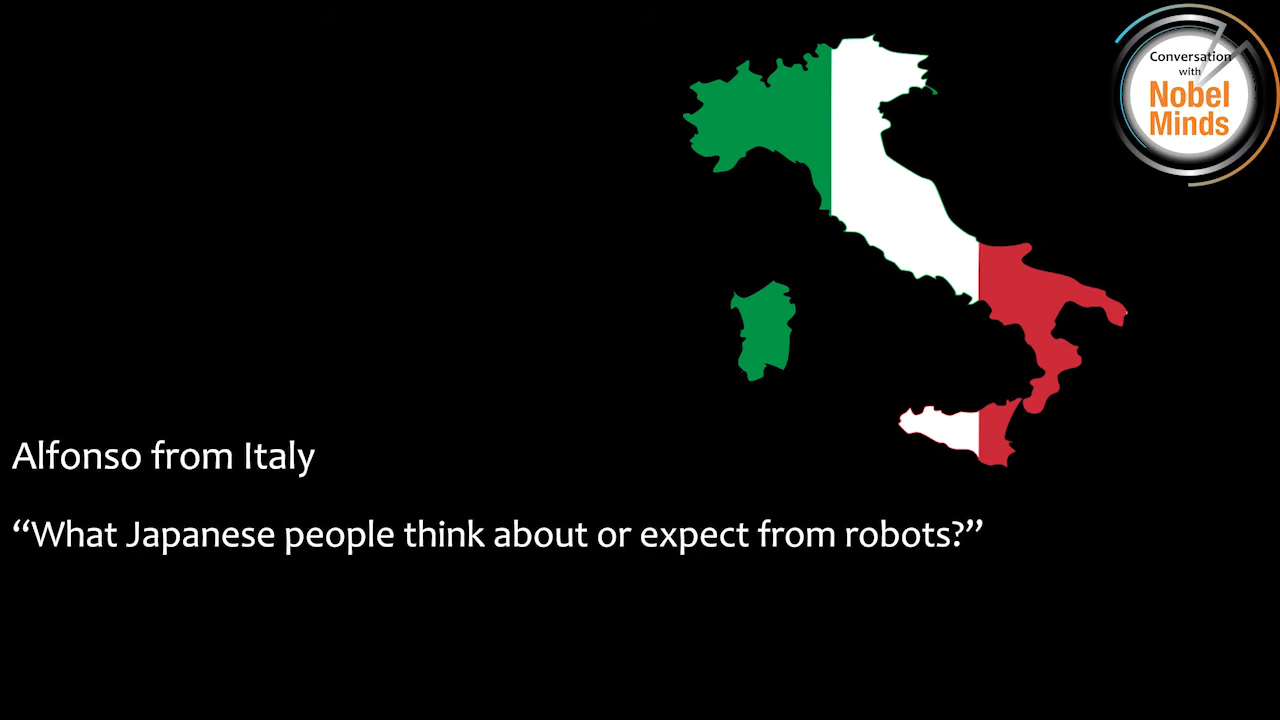 Conversation
with
Nobel
Minds
Alfonso from Italy
“What Japanese people think about or expect from robots?”